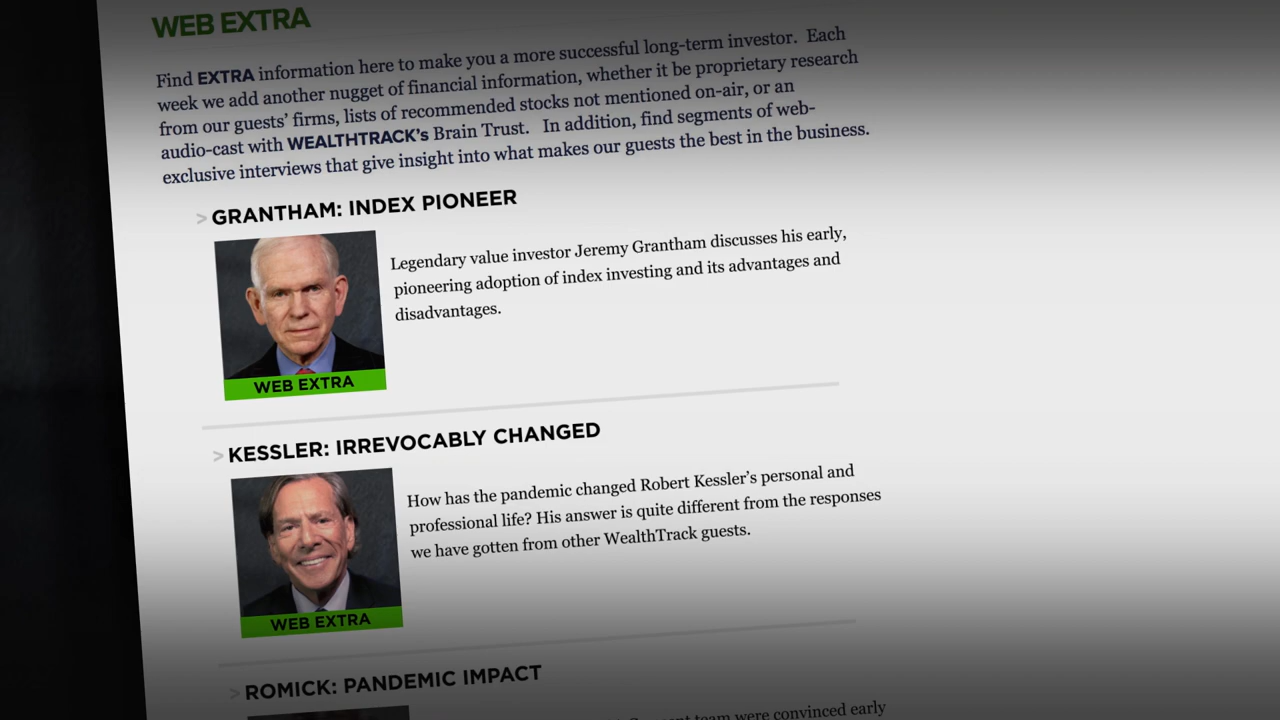 WEB EXTRA
Find EXTRA information here to make you a more successful long-term investor. Each
week we add another nugget of financial information, whether it be proprietary research
from our guests' firms, lists of recommended stocks not mentioned on-air, or an
audio-cast with WEALTHTRACK's Brain Trust. In addition, find segments of web-
exclusive interviews that give insight into what makes our guests the best in the business.
> GRANTHAM: INDEX PIONEER
Legendary value investor Jeremy Grantham discusses his early,
pioneering adoption of index investing and its advantages and
disadvantages.
WEB EXTRA
> KESSLER: IRREVOCABLY CHANGED
How has the pandemic changed Robert Kessler's personal and
professional life? His answer is quite different from the responses
we have gotten from other WealthTrack guests.
WEB EXTRA
> ROMICK: PANDEMIC IMPACT
team were convinced early